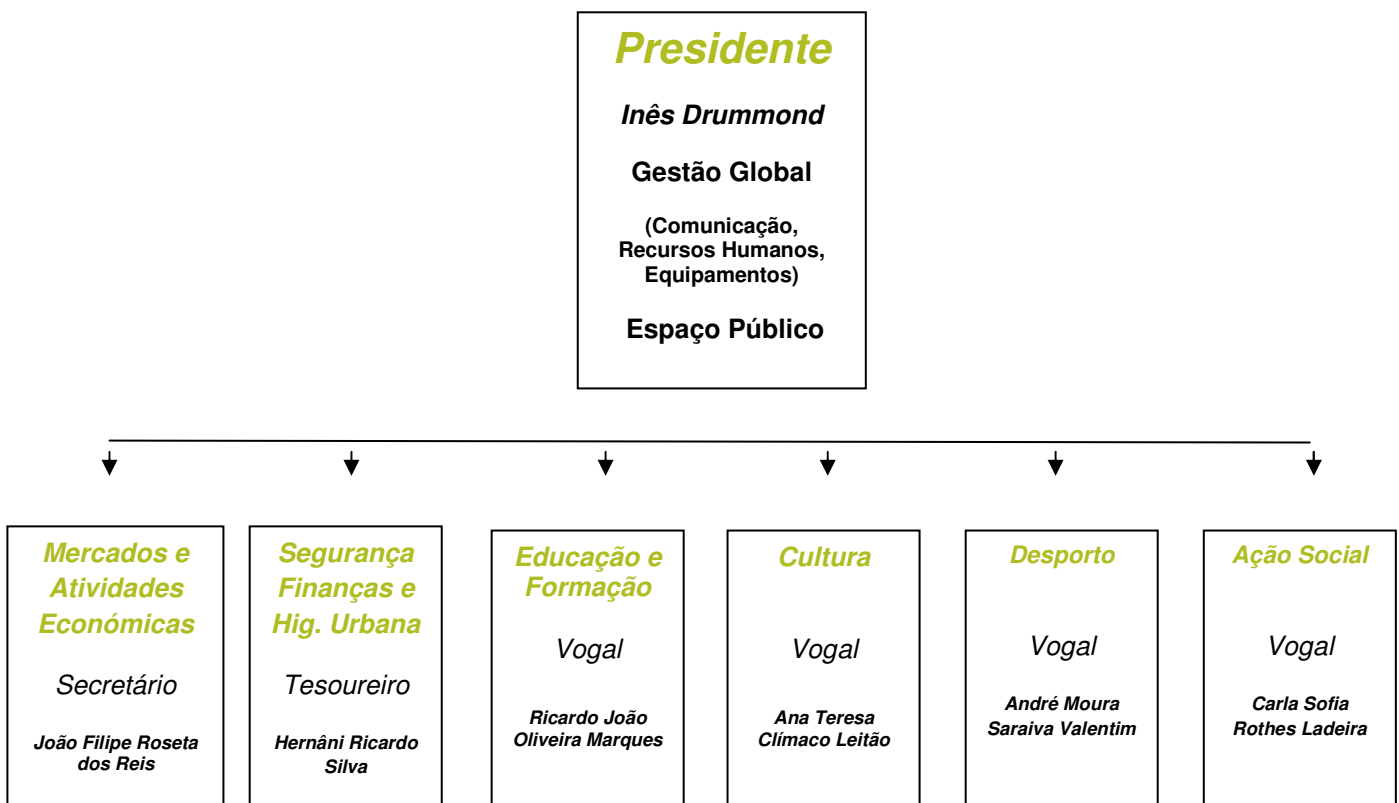 Presidente
Inês Drummond
Gestão Global
(Comunicação,
Recursos Humanos,
Equipamentos)
Espaço Público
Mercados e
Atividades
Económicas
Secretário
João Filipe Roseta
dos Reis
Segurança
Finanças e
Hig. Urbana
Tesoureiro
Hernâni Ricardo
Silva
Educação e
Formação
Vogal
Ricardo João
Oliveira Marques
Cultura
Vogal
Ana Teresa
Clímaco Leitão
Desporto
Vogal
André Moura
Saraiva Valentim
Ação Social
Vogal
Carla Sofia
Rothes Ladeira